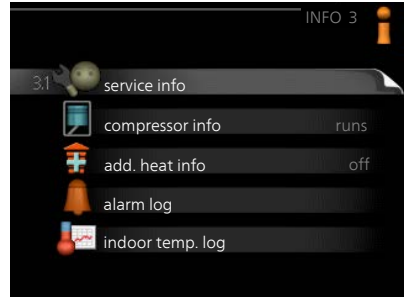 INFO 3
3.1 service info
compressor info runs
add. heat info off
alarm log
indoor temp. log